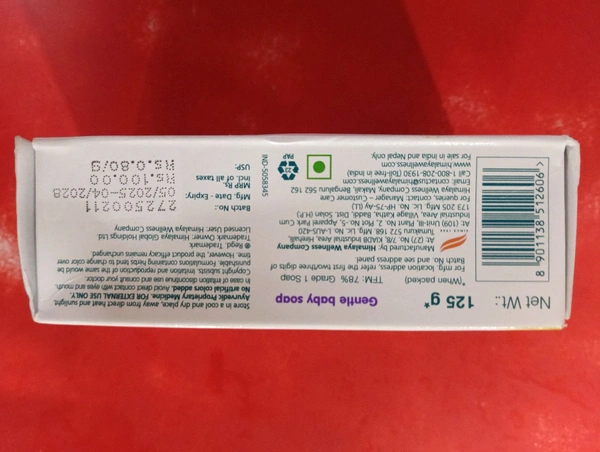 Net Wt.: 125 g*
(*When packed)
8 901138 512606 >
Gentle baby soap
TFM: 78% Grade 1 Soap
For mfg. location address, refer the first two/three digits of
Batch No. and see address panel.
Manufactured by Himalaya Wellness Company
SINCE 1930
At: (27) No. 7B, KIADB Industrial Area,
Tumakuru 572 168. Mfg. Lic. No.: L-AUS-420
At: (109) Unit-III, Plant No. 2, Plot No.-5, Apparel Park Cum
Industrial Area, Village Katha, Baddi, Distt.Solan (HP)
173 205 Mfg. Lic. No. HP-75-Ay (U)
For queries, contact: Manager – Customer Care
Himalaya Wellness Company, Makali, Bengaluru 562 162
Email: contactus@himalayawellness.com
www.himalayawellness.com
Call: 1-800-208-1930 (Toll-free India)
For sale in India and Nepal only.
21
PAP
IND-5058345
Store in a cool and dry place, away from direct heat and sunlight.
Ayurvedic Proprietary Medicine. FOR EXTERNAL USE ONLY.
No artificial colors added. Avoid direct contact with eyes and mouth.
In case of irritation discontinue use and consult your doctor.
Copyright subsists. Imitation and reproduction of the same would be
punishable. Formulations containing herbs tend to change color over
time, however, the product efficacy remains unchanged.
® Regd. Trademark
Trademark Owner: Himalaya Global Holdings Ltd.
Licensed User: Himalaya Wellness Company
Batch No.: 272500211
Mfg. Date - Expiry: 05/2025-04/2028
MRP Rs. Rs.100.00
Incl. of all taxes
USP: Rs.0.80/g